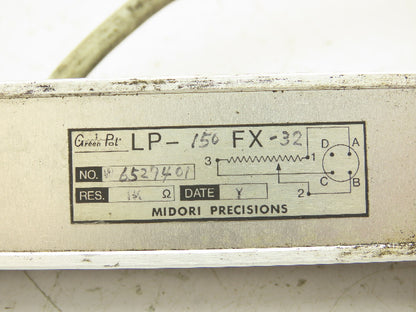 Green Pot LP-150 FX-32
NO. 6527401
RES. 1K Ω DATE Y
MIDORI PRECISIONS
3 1 D A
C B
2